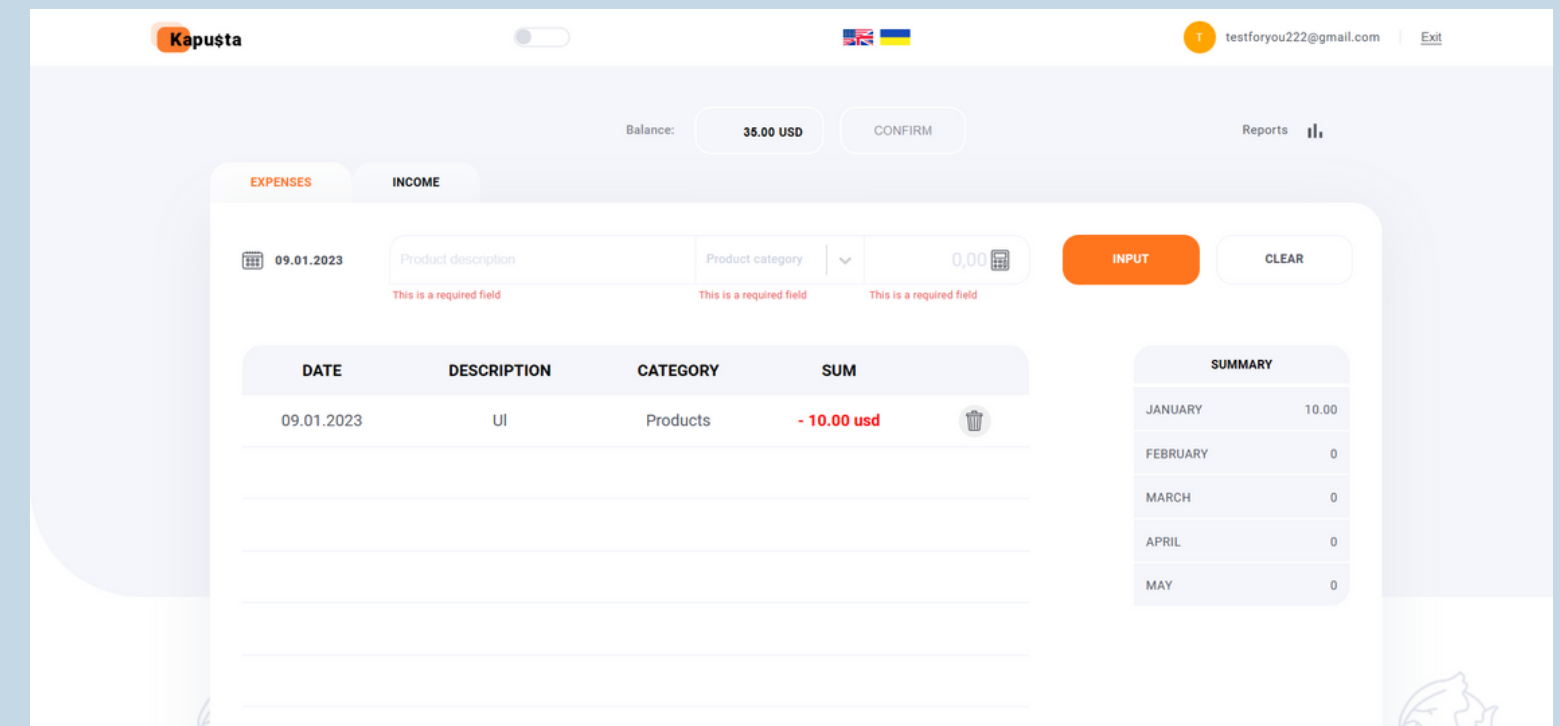 Kapu$ta
T testforyou222@gmail.com Exit
Balance: 35.00 USD CONFIRM Reports
EXPENSES INCOME
09.01.2023 Product description Product category 0,00 INPUT CLEAR
This is a required field This is a required field This is a required field
DATE DESCRIPTION CATEGORY SUM
09.01.2023 Ul Products - 10.00 usd
SUMMARY
JANUARY 10.00
FEBRUARY 0
MARCH 0
APRIL 0
MAY 0